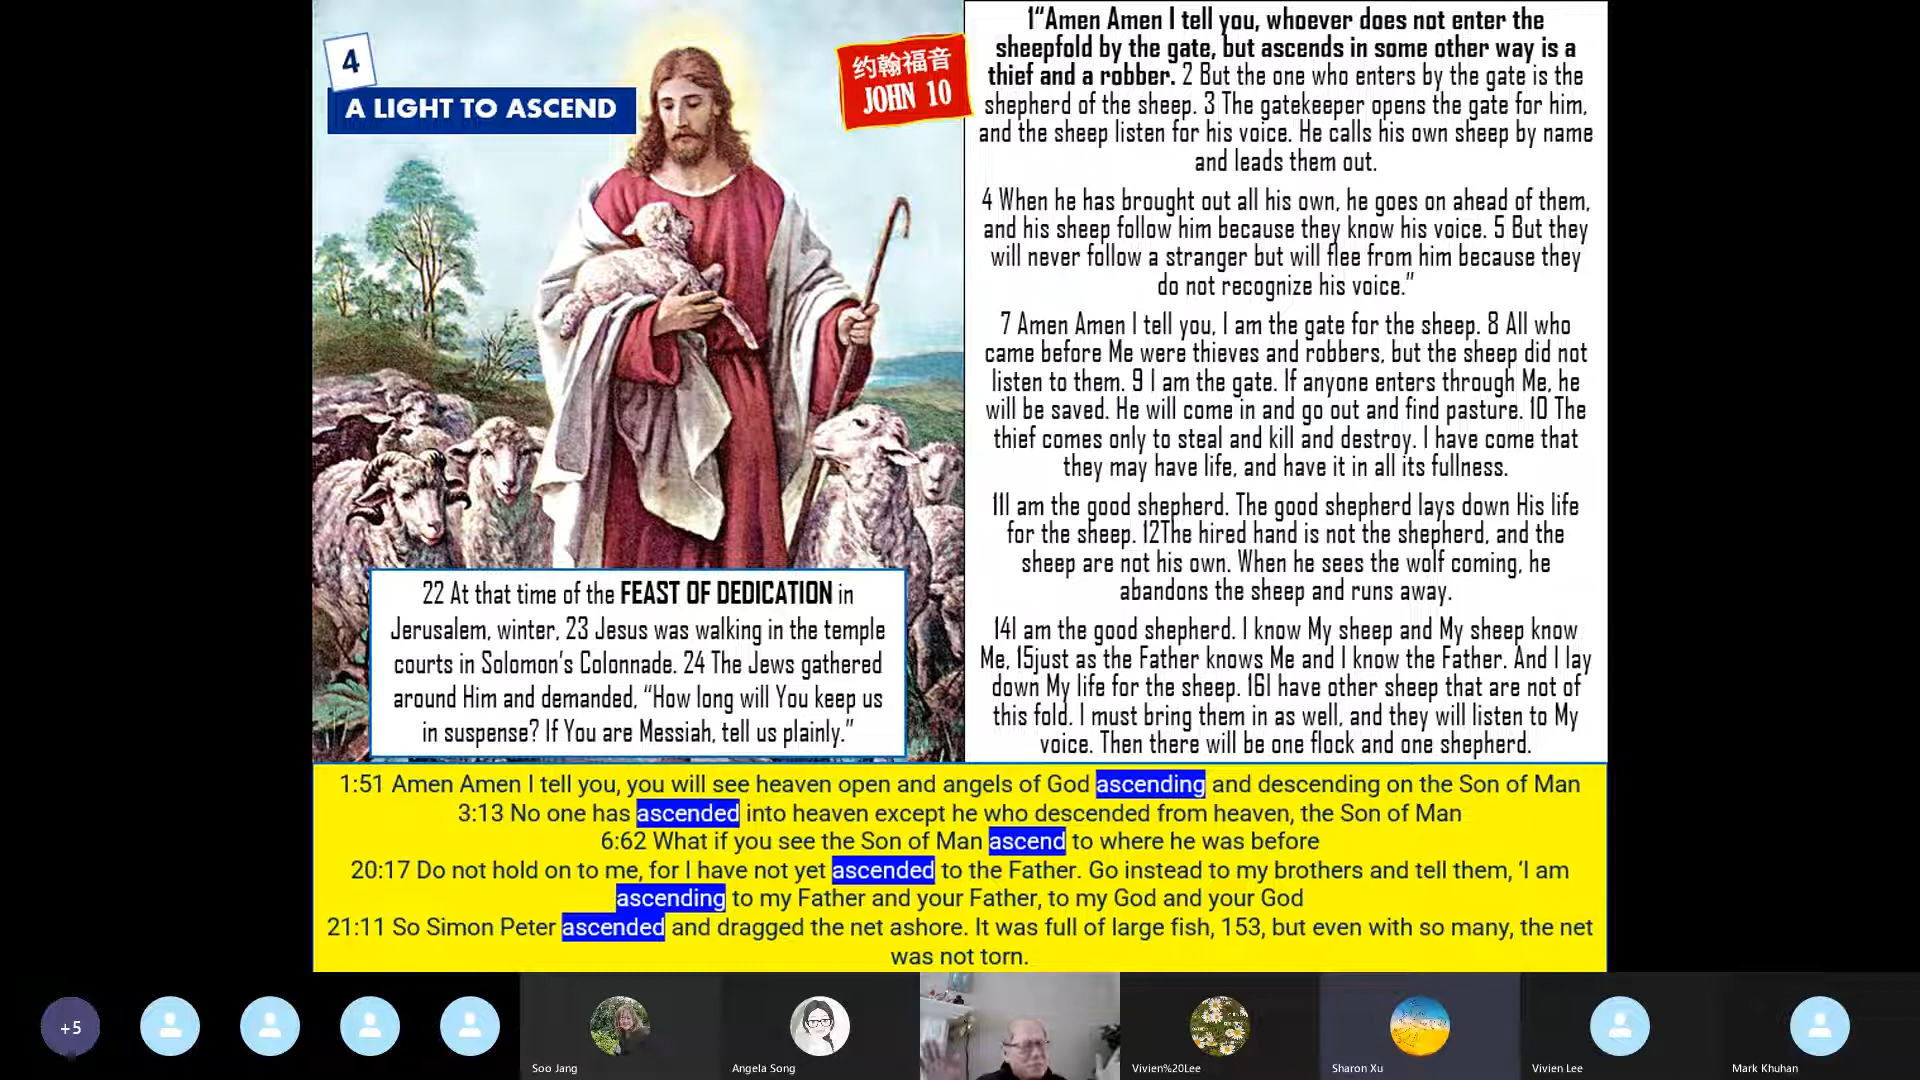 4
A LIGHT TO ASCEND
约翰福音
JOHN 10
1“Amen Amen I tell you, whoever does not enter the
sheepfold by the gate, but ascends in some other way is a
thief and a robber. 2 But the one who enters by the gate is the
shepherd of the sheep. 3 The gatekeeper opens the gate for him,
and the sheep listen for his voice. He calls his own sheep by name
and leads them out.
4 When he has brought out all his own, he goes on ahead of them,
and his sheep follow him because they know his voice. 5 But they
will never follow a stranger but will flee from him because they
do not recognize his voice.”
7 Amen Amen I tell you, I am the gate for the sheep. 8 All who
came before Me were thieves and robbers, but the sheep did not
listen to them. 9 I am the gate. If anyone enters through Me, he
will be saved. He will come in and go out and find pasture. 10 The
thief comes only to steal and kill and destroy. I have come that
they may have life, and have it in all its fullness.
11I am the good shepherd. The good shepherd lays down His life
for the sheep. 12The hired hand is not the shepherd, and the
sheep are not his own. When he sees the wolf coming, he
abandons the sheep and runs away.
14I am the good shepherd. I know My sheep and My sheep know
Me, 15just as the Father knows Me and I know the Father. And I lay
down My life for the sheep. 16I have other sheep that are not of
this fold. I must bring them in as well, and they will listen to My
voice. Then there will be one flock and one shepherd.
22 At that time of the FEAST OF DEDICATION in
Jerusalem, winter, 23 Jesus was walking in the temple
courts in Solomon’s Colonnade. 24 The Jews gathered
around Him and demanded, “How long will You keep us
in suspense? If You are Messiah, tell us plainly.”
1:51 Amen Amen I tell you, you will see heaven open and angels of God ascending and descending on the Son of Man
3:13 No one has ascended into heaven except he who descended from heaven, the Son of Man
6:62 What if you see the Son of Man ascend to where he was before
20:17 Do not hold on to me, for I have not yet ascended to the Father. Go instead to my brothers and tell them, ‘I am
ascending to my Father and your Father, to my God and your God
21:11 So Simon Peter ascended and dragged the net ashore. It was full of large fish, 153, but even with so many, the net
was not torn.
+5
Soo Jang
Angela Song
Vivien%20Lee
Sharon Xu
Vivien Lee
Mark Khuhan